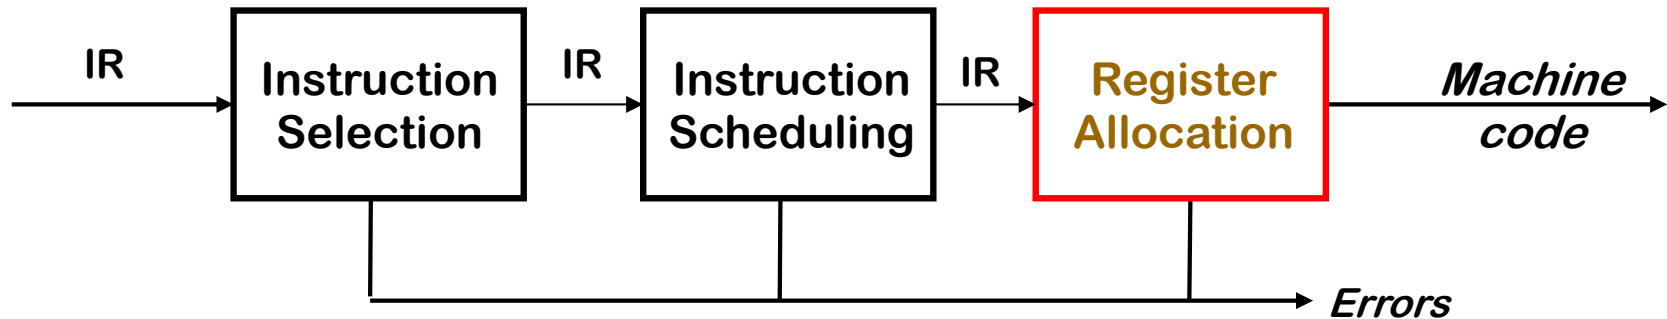 IR
Instruction
Selection
IR
Instruction
Scheduling
IR
Register
Allocation
Machine
code
Errors